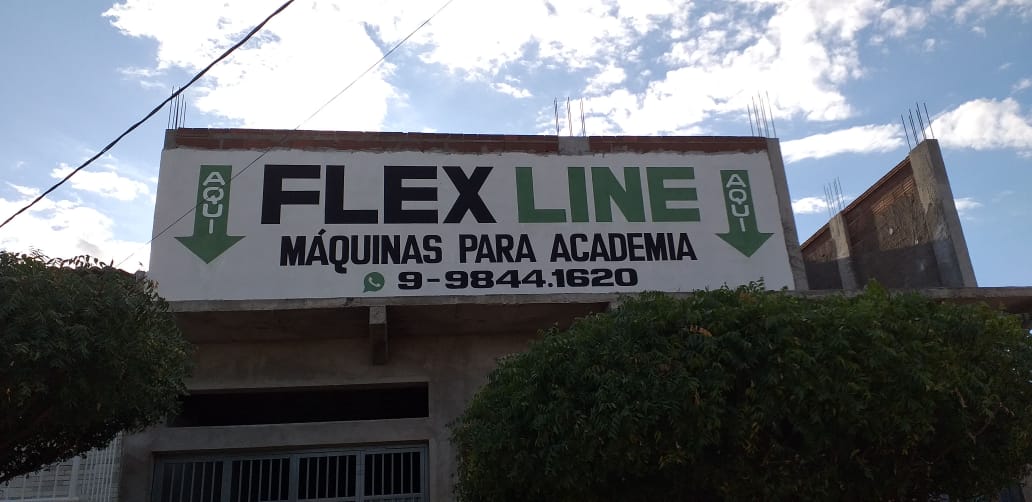 AQUI FLEX LINE AQUI
MÁQUINAS PARA ACADEMIA
9-9844.1620